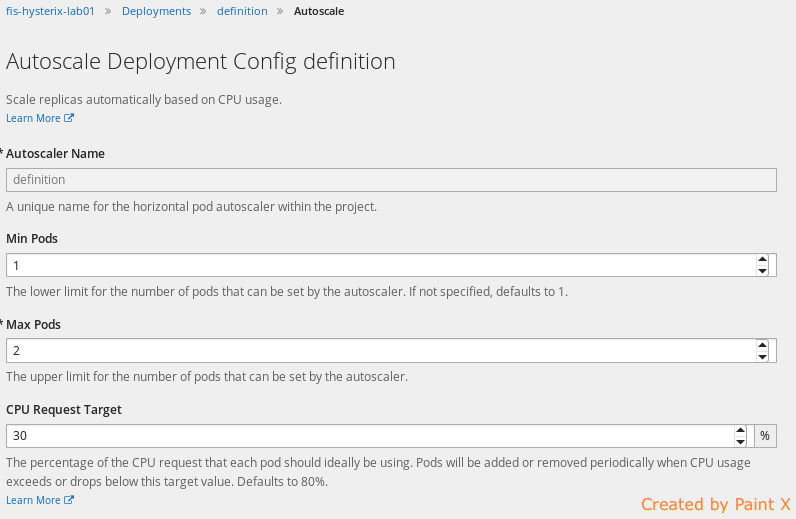 fis-hysterix-lab01 » Deployments » definition » Autoscale
Autoscale Deployment Config definition
Scale replicas automatically based on CPU usage.
Learn More
* Autoscaler Name
definition
A unique name for the horizontal pod autoscaler within the project.
Min Pods
1
The lower limit for the number of pods that can be set by the autoscaler. If not specified, defaults to 1.
* Max Pods
2
The upper limit for the number of pods that can be set by the autoscaler.
CPU Request Target
30 %
The percentage of the CPU request that each pod should ideally be using. Pods will be added or removed periodically when CPU usage
exceeds or drops below this target value. Defaults to 80%.
Learn More
Created by Paint X